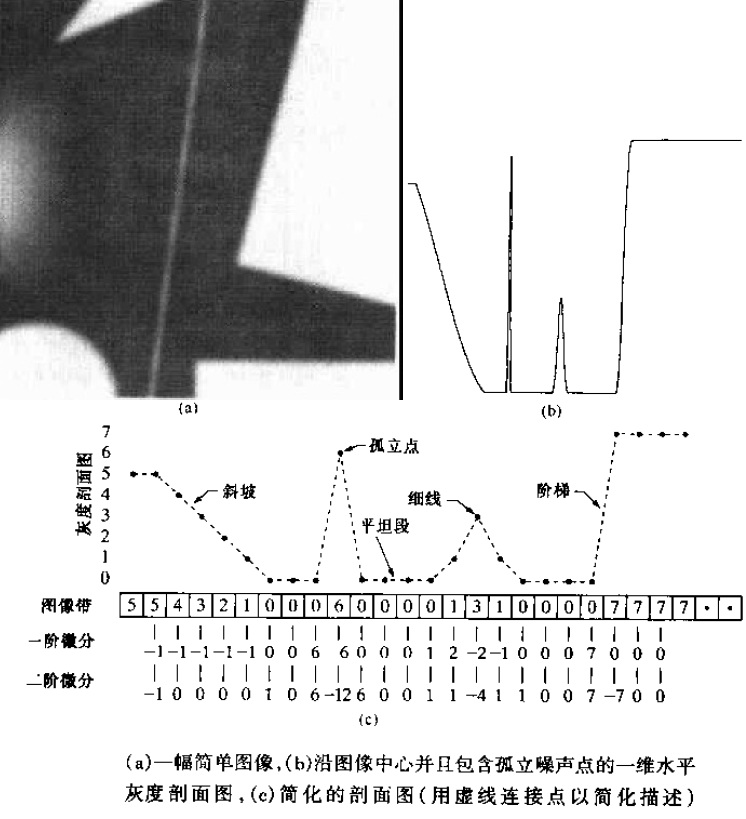 (a)
(b)
7
6
5
4
3
2
1
0
灰度剖面图
孤立点
斜坡
细线
阶梯
平坦段
图像带 5 5 4 3 2 1 0 0 0 6 0 0 0 0 1 3 1 0 0 0 0 7 7 7 7 • •
一阶微分 -1 -1 -1 -1 -1 0 0 6 6 0 0 0 1 2 -2 -1 0 0 0 7 0 0 0
二阶微分 -1 0 0 0 0 1 0 6 -12 6 0 0 1 1 -4 1 1 0 0 7 -7 0 0
(c)
(a)一幅简单图像,(b)沿图像中心并且包含孤立噪声点的一维水平
灰度剖面图,(c)简化的剖面图(用虚线连接点以简化描述)